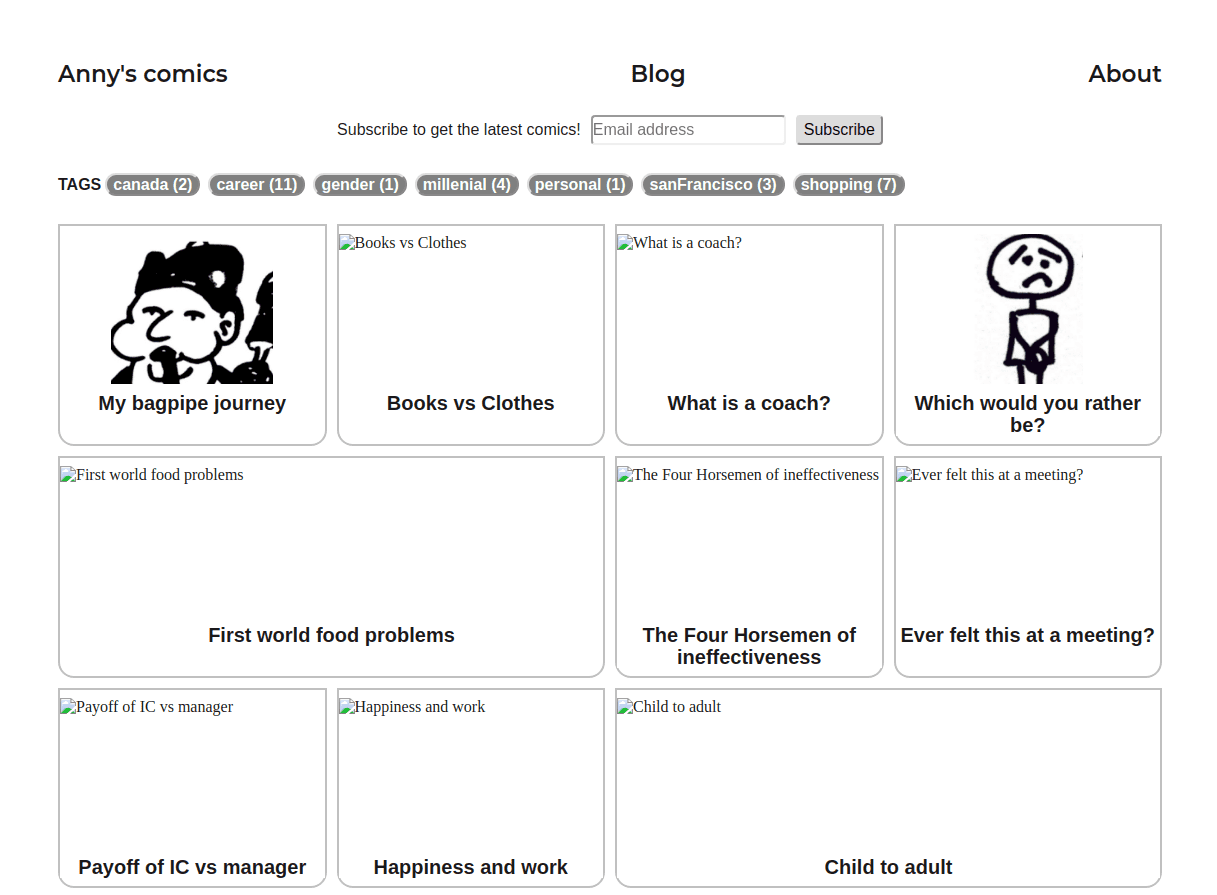 Anny's comics Blog About
Subscribe to get the latest comics! Email address Subscribe
TAGS canada (2) career (11) gender (1) millenial (4) personal (1) sanFrancisco (3) shopping (7)
Books vs Clothes What is a coach?
My bagpipe journey Books vs Clothes What is a coach? Which would you rather
be?
First world food problems The Four Horsemen of ineffectiveness Ever felt this at a meeting?
First world food problems The Four Horsemen of Ever felt this at a meeting?
ineffectiveness
Payoff of IC vs manager Happiness and work Child to adult
Payoff of IC vs manager Happiness and work Child to adult